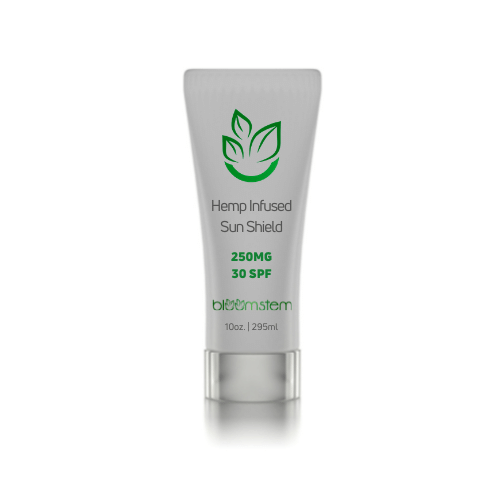 Hemp Infused
Sun Shield
250MG
30 SPF
bloomstem
10oz. | 295ml